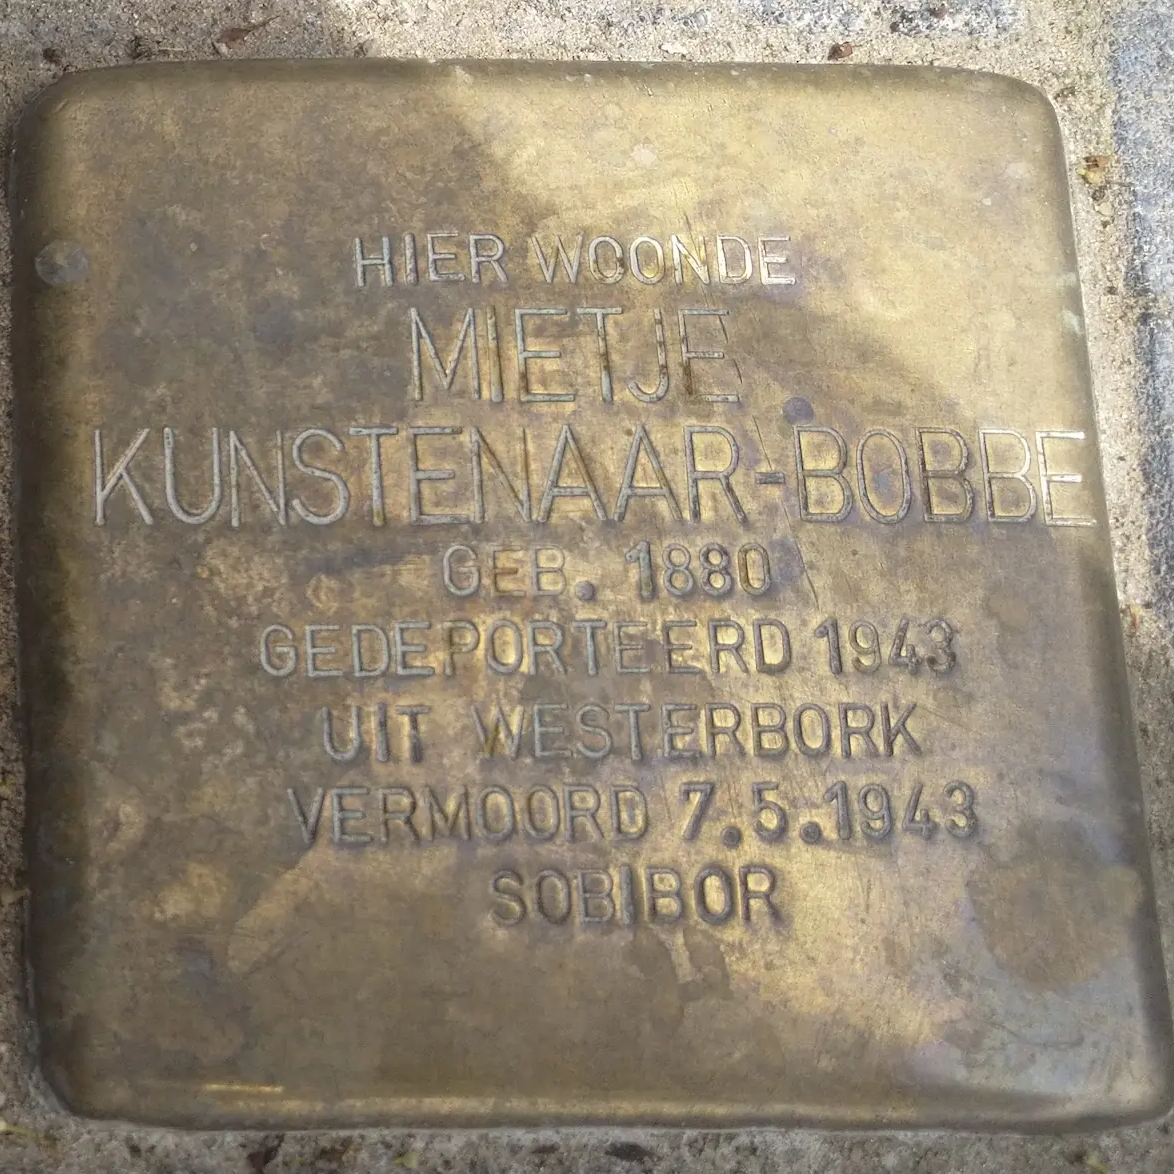 HIER WOONDE
MIETJE
KUNSTENAAR-BOBBE
GEB. 1880
GEDEPORTEERD 1943
UIT WESTERBORK
VERMOORD 7.5.1943
SOBIBOR